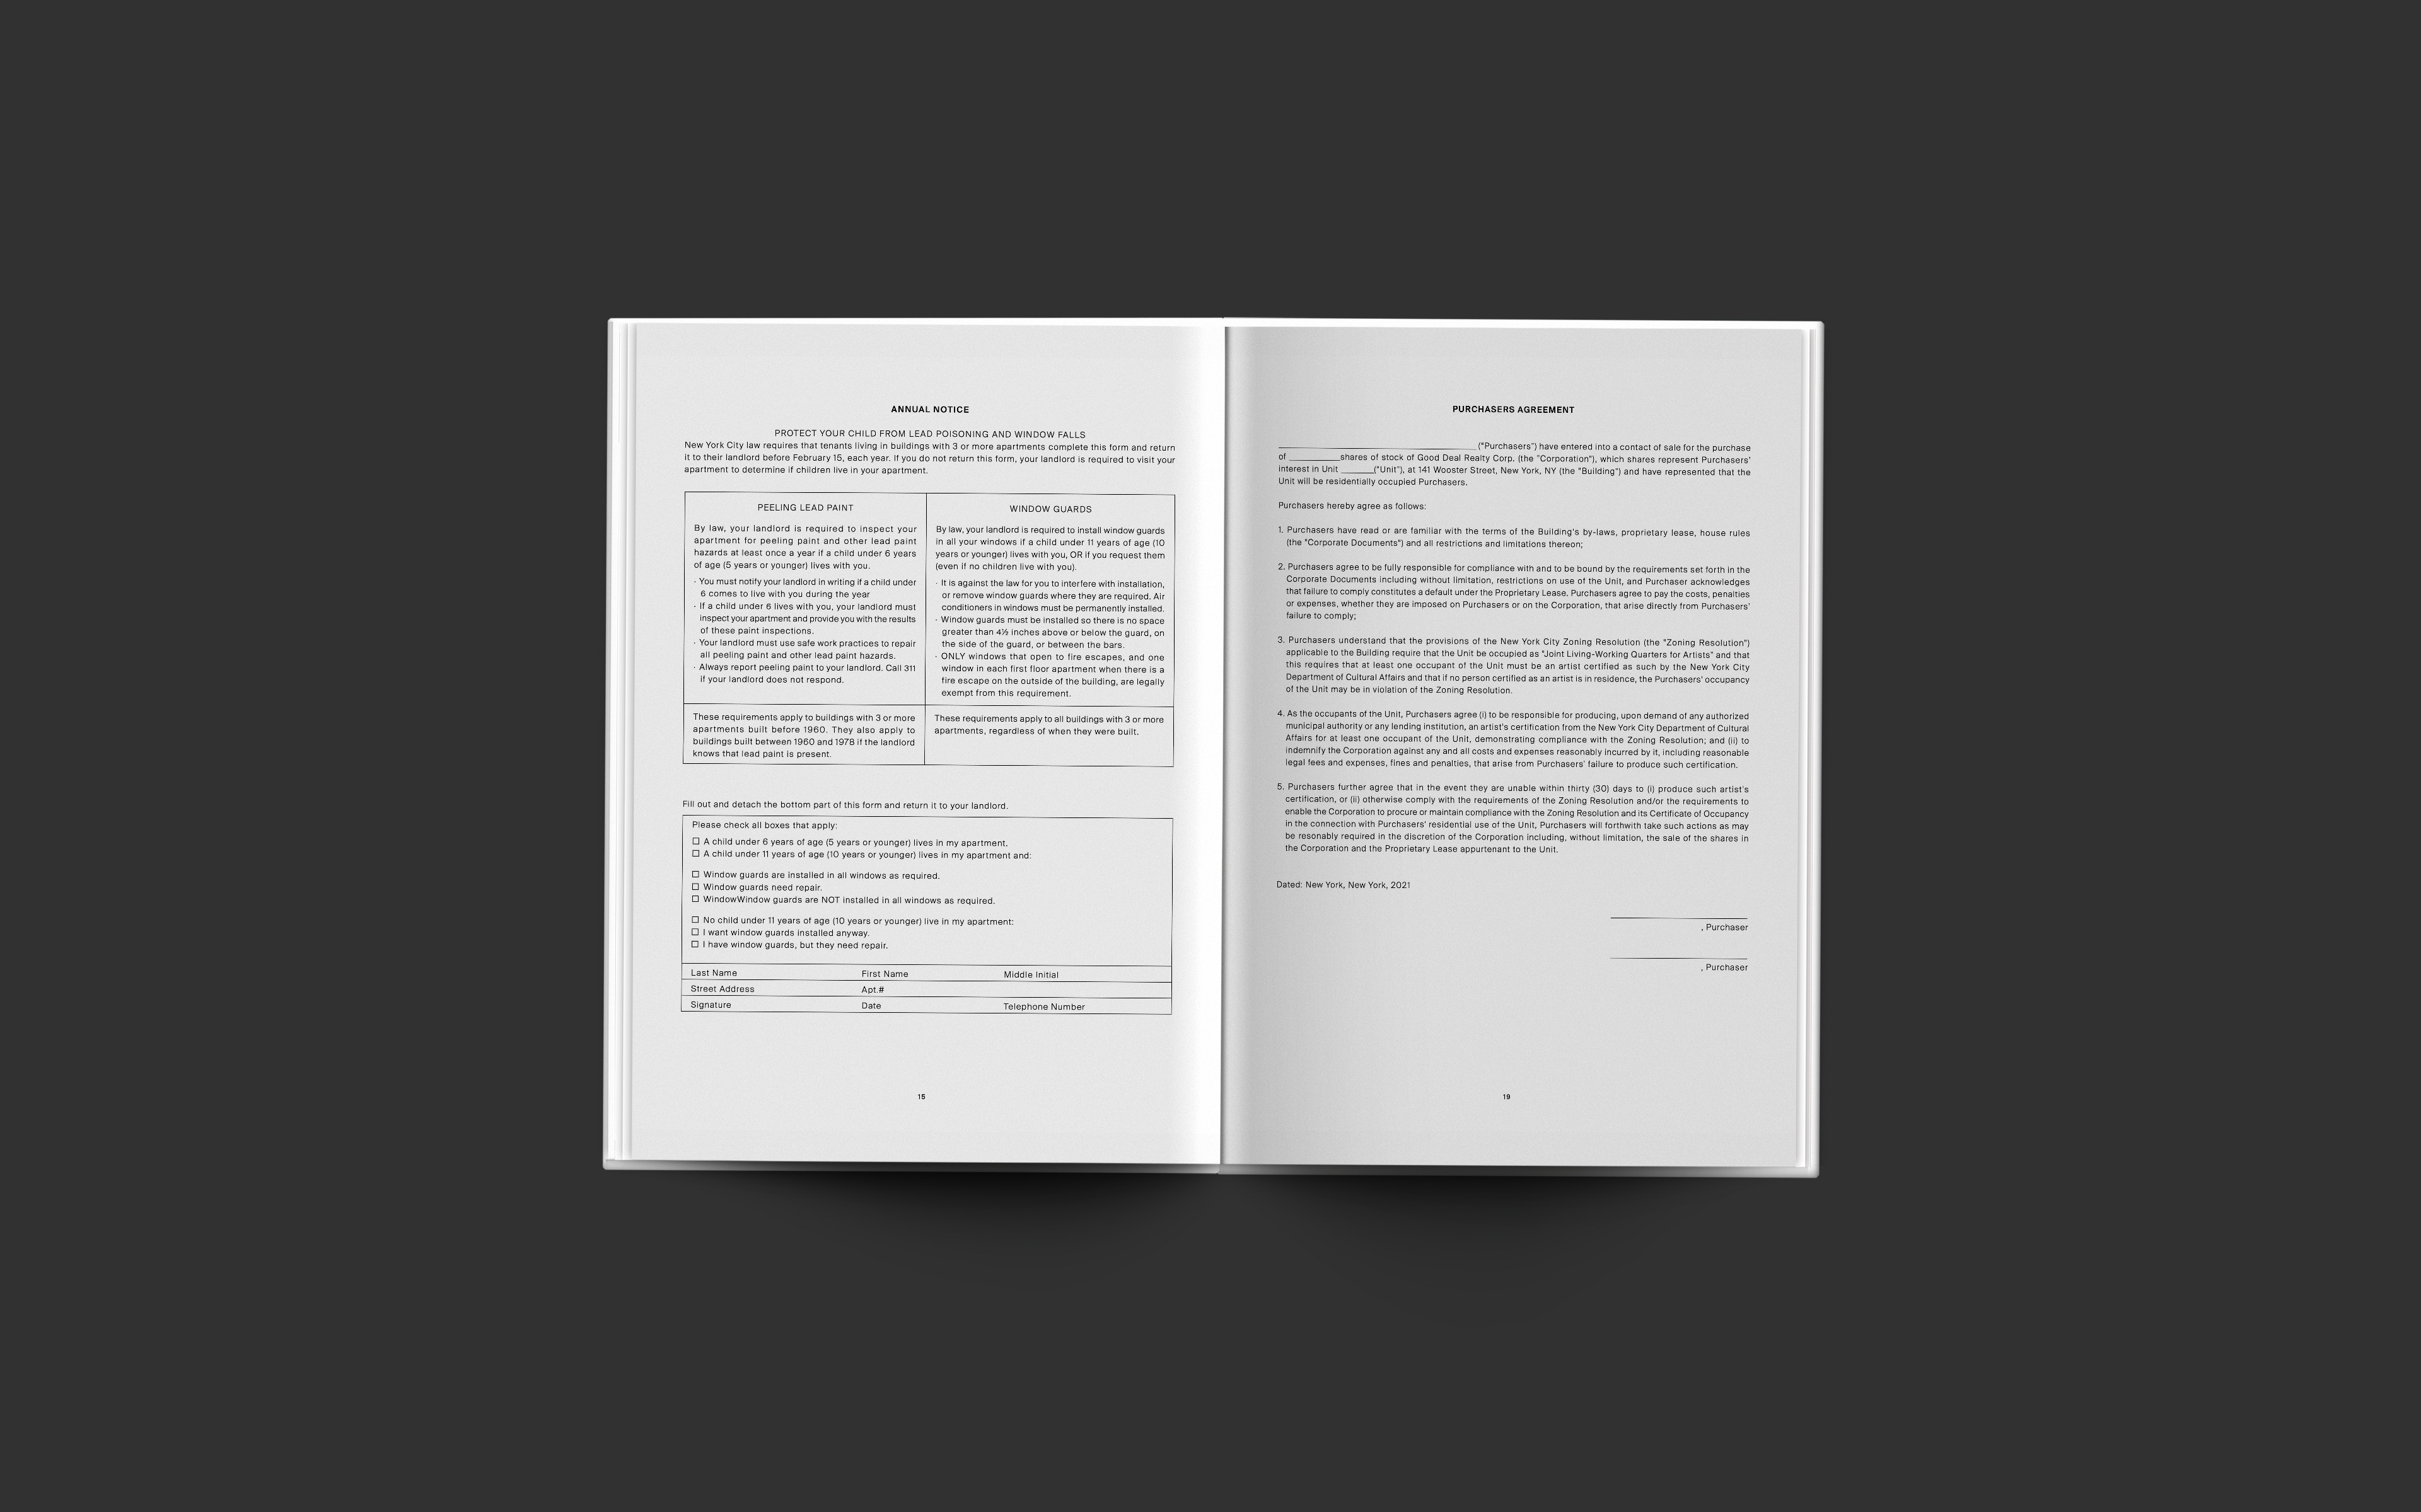 ANNUAL NOTICE
PROTECT YOUR CHILD FROM LEAD POISONING AND WINDOW FALLS
New York City law requires that tenants living in buildings with 3 or more apartments complete this form and return
it to their landlord before February 15, each year. If you do not return this form, your landlord is required to visit your
apartment to determine if children live in your apartment.
PEELING LEAD PAINT
By law, your landlord is required to inspect your
apartment for peeling paint and other lead paint
hazards at least once a year if a child under 6 years
of age (5 years or younger) lives with you.
· You must notify your landlord in writing if a child under
6 comes to live with you during the year
· If a child under 6 lives with you, your landlord must
inspect your apartment and provide you with the results
of these paint inspections.
· Your landlord must use safe work practices to repair
all peeling paint and other lead paint hazards.
· Always report peeling paint to your landlord. Call 311
if your landlord does not respond.
These requirements apply to buildings with 3 or more
apartments built before 1960. They also apply to
buildings built between 1960 and 1978 if the landlord
knows that lead paint is present.
WINDOW GUARDS
By law, your landlord is required to install window guards
in all your windows if a child under 11 years of age (10
years or younger) lives with you, OR if you request them
(even if no children live with you).
· It is against the law for you to interfere with installation,
or remove window guards where they are required. Air
conditioners in windows must be permanently installed.
· Window guards must be installed so there is no space
greater than 4½ inches above or below the guard, on
the side of the guard, or between the bars.
· ONLY windows that open to fire escapes, and one
window in each first floor apartment when there is a
fire escape on the outside of the building, are legally
exempt from this requirement.
These requirements apply to all buildings with 3 or more
apartments, regardless of when they were built.
Fill out and detach the bottom part of this form and return it to your landlord.
Please check all boxes that apply:
☐ A child under 6 years of age (5 years or younger) lives in my apartment.
☐ A child under 11 years of age (10 years or younger) lives in my apartment and:
☐ Window guards are installed in all windows as required.
☐ Window guards need repair.
☐ WindowWindow guards are NOT installed in all windows as required.
☐ No child under 11 years of age (10 years or younger) live in my apartment:
☐ I want window guards installed anyway.
☐ I have window guards, but they need repair.
Last Name First Name Middle Initial
Street Address Apt.#
Signature Date Telephone Number
15
PURCHASERS AGREEMENT
______________________________("Purchasers") have entered into a contact of sale for the purchase
of __________shares of stock of Good Deal Realty Corp. (the "Corporation"), which shares represent Purchasers'
interest in Unit _______("Unit"), at 141 Wooster Street, New York, NY (the "Building") and have represented that the
Unit will be residentially occupied Purchasers.
Purchasers hereby agree as follows:
1. Purchasers have read or are familiar with the terms of the Building's by-laws, proprietary lease, house rules
(the "Corporate Documents") and all restrictions and limitations thereon;
2. Purchasers agree to be fully responsible for compliance with and to be bound by the requirements set forth in the
Corporate Documents including without limitation, restrictions on use of the Unit, and Purchaser acknowledges
that failure to comply constitutes a default under the Proprietary Lease. Purchasers agree to pay the costs, penalties
or expenses, whether they are imposed on Purchasers or on the Corporation, that arise directly from Purchasers'
failure to comply;
3. Purchasers understand that the provisions of the New York City Zoning Resolution (the "Zoning Resolution")
applicable to the Building require that the Unit be occupied as "Joint Living-Working Quarters for Artists" and that
this requires that at least one occupant of the Unit must be an artist certified as such by the New York City
Department of Cultural Affairs and that if no person certified as an artist is in residence, the Purchasers' occupancy
of the Unit may be in violation of the Zoning Resolution.
4. As the occupants of the Unit, Purchasers agree (i) to be responsible for producing, upon demand of any authorized
municipal authority or any lending institution, an artist's certification from the New York City Department of Cultural
Affairs for at least one occupant of the Unit, demonstrating compliance with the Zoning Resolution; and (ii) to
indemnify the Corporation against any and all costs and expenses reasonably incurred by it, including reasonable
legal fees and expenses, fines and penalties, that arise from Purchasers' failure to produce such certification.
5. Purchasers further agree that in the event they are unable within thirty (30) days to (i) produce such artist's
certification, or (ii) otherwise comply with the requirements of the Zoning Resolution and/or the requirements to
enable the Corporation to procure or maintain compliance with the Zoning Resolution and its Certificate of Occupancy
in the connection with Purchasers' residential use of the Unit, Purchasers will forthwith take such actions as may
be resonably required in the discretion of the Corporation including, without limitation, the sale of the shares in
the Corporation and the Proprietary Lease appurtenant to the Unit.
Dated: New York, New York, 2021
, Purchaser
, Purchaser
19